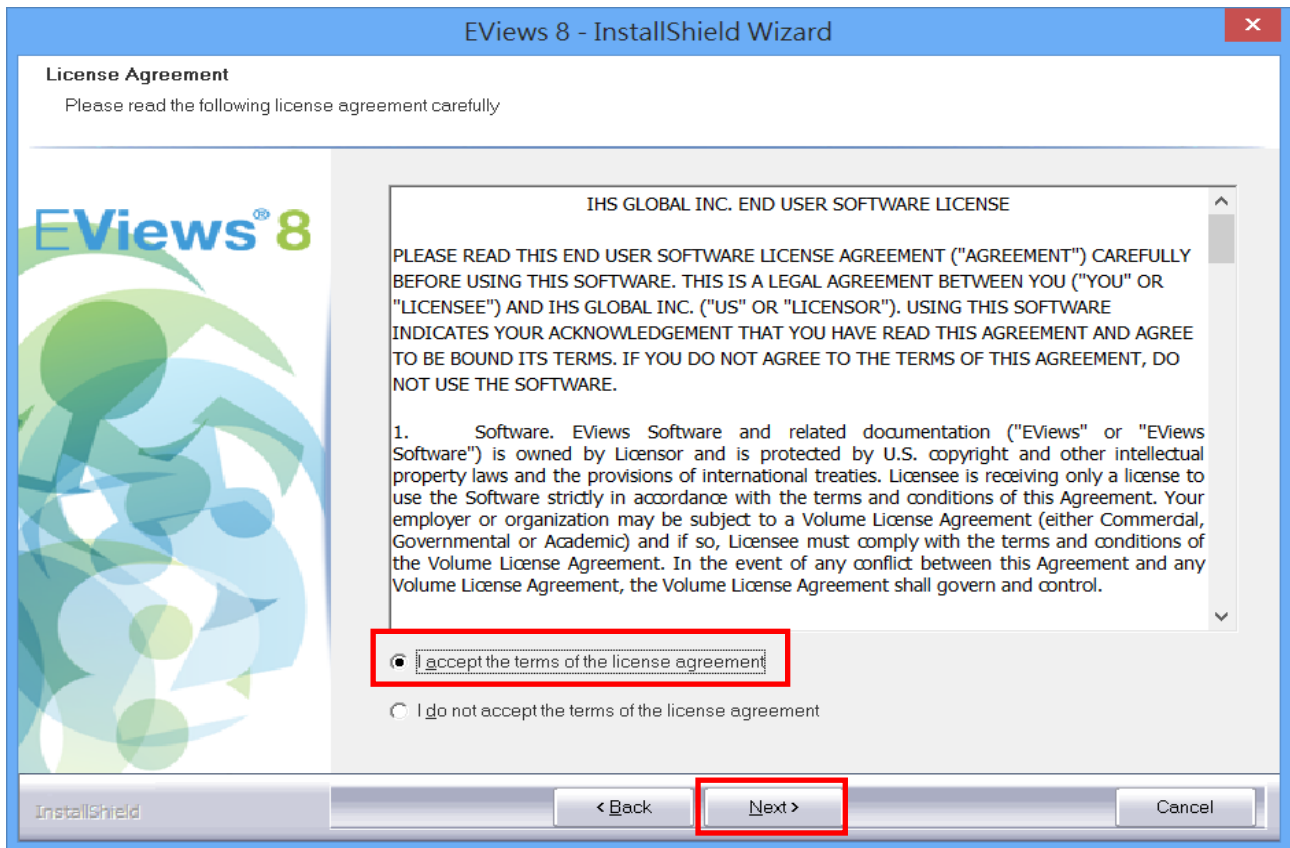 EViews 8 - InstallShield Wizard
×
License Agreement
Please read the following license agreement carefully
EViews®8
IHS GLOBAL INC. END USER SOFTWARE LICENSE
PLEASE READ THIS END USER SOFTWARE LICENSE AGREEMENT ("AGREEMENT") CAREFULLY
BEFORE USING THIS SOFTWARE. THIS IS A LEGAL AGREEMENT BETWEEN YOU ("YOU" OR
"LICENSEE") AND IHS GLOBAL INC. ("US" OR "LICENSOR"). USING THIS SOFTWARE
INDICATES YOUR ACKNOWLEDGEMENT THAT YOU HAVE READ THIS AGREEMENT AND AGREE
TO BE BOUND ITS TERMS. IF YOU DO NOT AGREE TO THE TERMS OF THIS AGREEMENT, DO
NOT USE THE SOFTWARE.
1. Software. EViews Software and related documentation ("EViews" or "EViews
Software") is owned by Licensor and is protected by U.S. copyright and other intellectual
property laws and the provisions of international treaties. Licensee is receiving only a license to
use the Software strictly in accordance with the terms and conditions of this Agreement. Your
employer or organization may be subject to a Volume License Agreement (either Commercial,
Governmental or Academic) and if so, Licensee must comply with the terms and conditions of
the Volume License Agreement. In the event of any conflict between this Agreement and any
Volume License Agreement, the Volume License Agreement shall govern and control.
I accept the terms of the license agreement
I do not accept the terms of the license agreement
InstallShield
< Back
Next >
Cancel